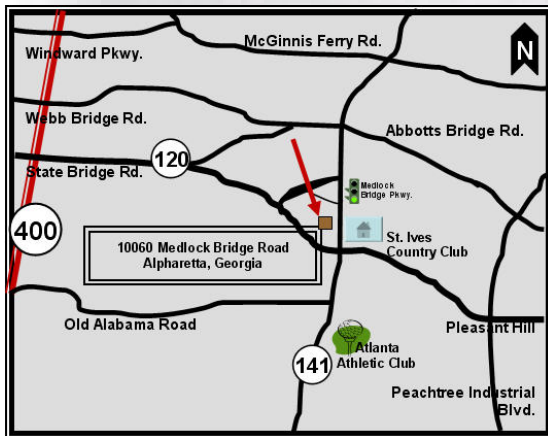 McGinnis Ferry Rd.
Windward Pkwy.
N
Webb Bridge Rd.
Abbotts Bridge Rd.
120
State Bridge Rd.
Medlock
Bridge Pkwy.
400
10060 Medlock Bridge Road
Alpharetta, Georgia
St. Ives
Country Club
Old Alabama Road
Pleasant Hill
Atlanta
Athletic Club
141
Peachtree Industrial
Blvd.